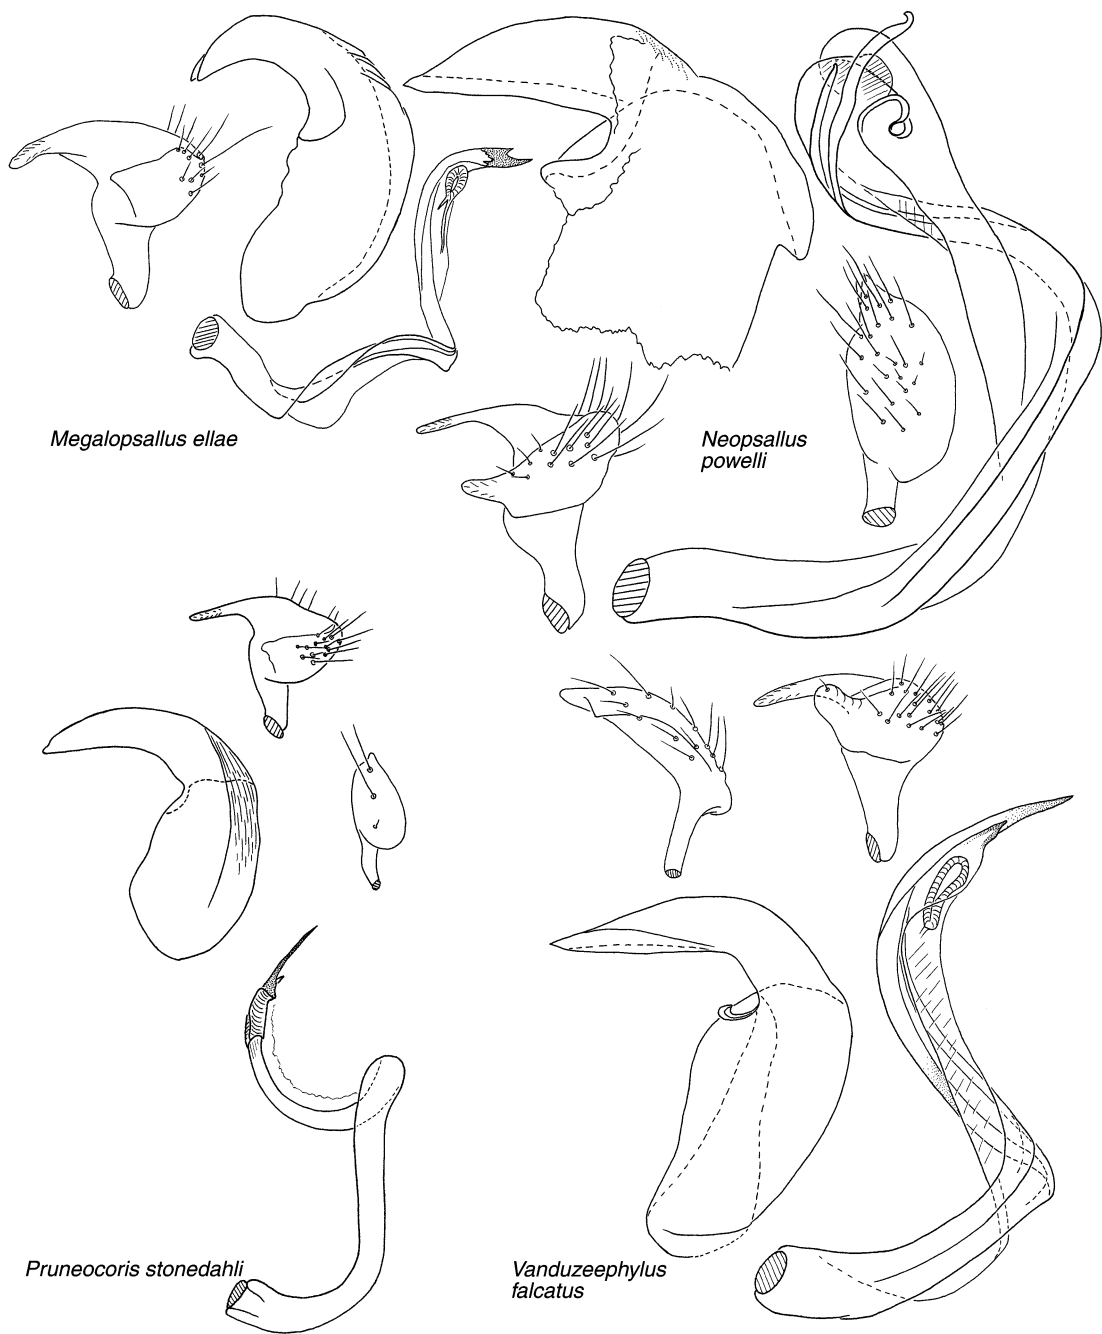 Megalopsallus ellae
Neopsallus
powelli
Pruneocoris stonedahli
Vanduzeephylus
falcatus